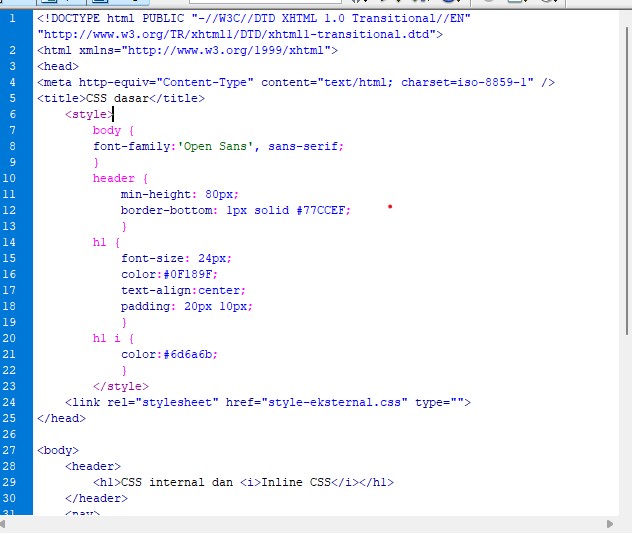 1 <!DOCTYPE html PUBLIC "-//W3C//DTD XHTML 1.0 Transitional//EN"
"http://www.w3.org/TR/xhtml1/DTD/xhtml1-transitional.dtd">
2 <html xmlns="http://www.w3.org/1999/xhtml">
3 <head>
4 <meta http-equiv="Content-Type" content="text/html; charset=iso-8859-1" />
5 <title>CSS dasar</title>
6 <style>
7 body {
8 font-family:'Open Sans', sans-serif;
9 }
10 header {
11 min-height: 80px;
12 border-bottom: 1px solid #77CCEF;
13 }
14 h1 {
15 font-size: 24px;
16 color:#0F189F;
17 text-align:center;
18 padding: 20px 10px;
19 }
20 h1 i {
21 color:#6d6a6b;
22 }
23 </style>
24 <link rel="stylesheet" href="style-eksternal.css" type="">
25 </head>
26
27 <body>
28 <header>
29 <h1>CSS internal dan <i>Inline CSS</i></h1>
30 </header>
31 <nav>